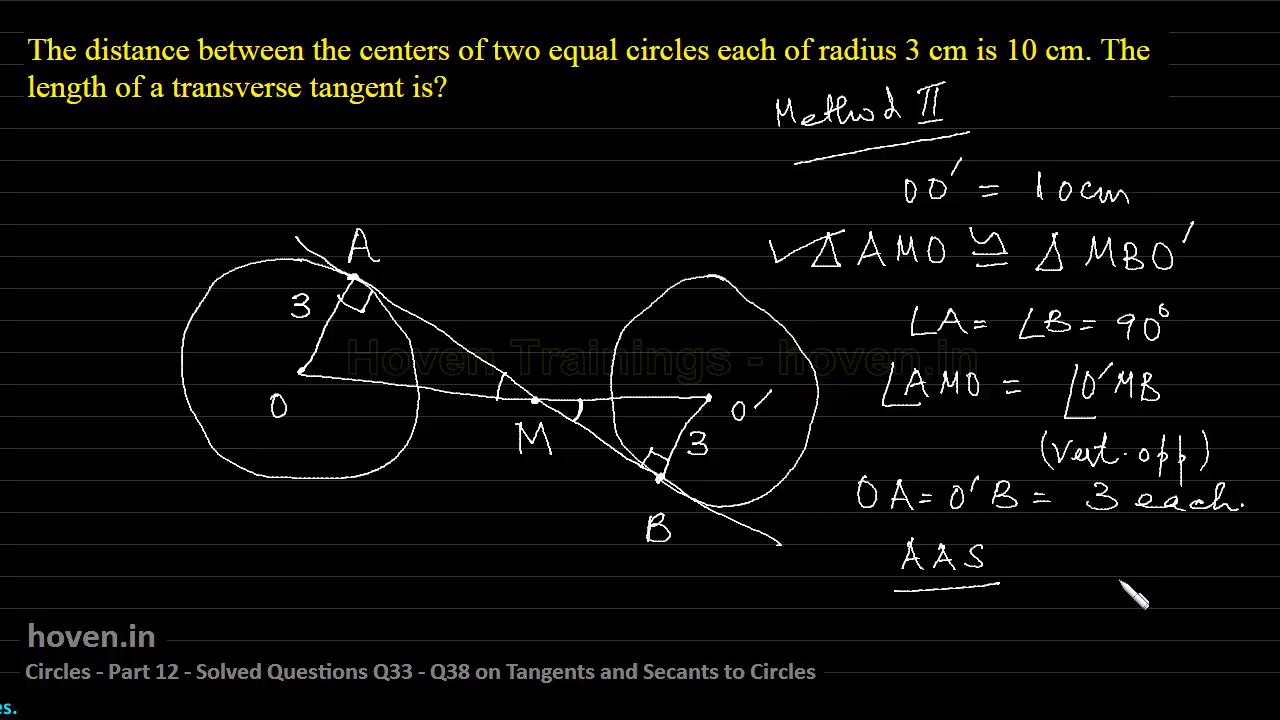 The distance between the centers of two equal circles each of radius 3 cm is 10 cm. The
length of a transverse tangent is?
Method II
OO' = 10cm
✓ Δ AMO ≅ Δ MBO'
∠A = ∠B = 90°
∠AMO = ∠O'MB
(vert. opp)
OA = O'B = 3 each.
AAS
A
3
O
M
O'
3
B
Hoven Trainings - hoven.in
hoven.in
Circles - Part 12 - Solved Questions Q33 - Q38 on Tangents and Secants to Circles
es.